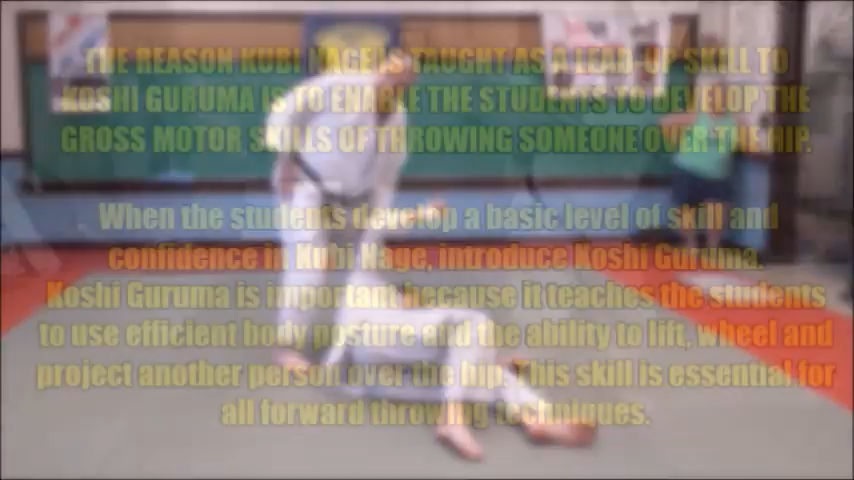 THE REASON KUBI NAGE IS TAUGHT AS A LEAD-UP SKILL TO
KOSHI GURUMA IS TO ENABLE THE STUDENTS TO DEVELOP THE
GROSS MOTOR SKILLS OF THROWING SOMEONE OVER THE HIP.
When the students develop a basic level of skill and
confidence in Kubi Nage, introduce Koshi Guruma.
Koshi Guruma is important because it teaches the students
to use efficient body posture and the ability to lift, wheel and
project another person over the hip. This skill is essential for
all forward throwing techniques.